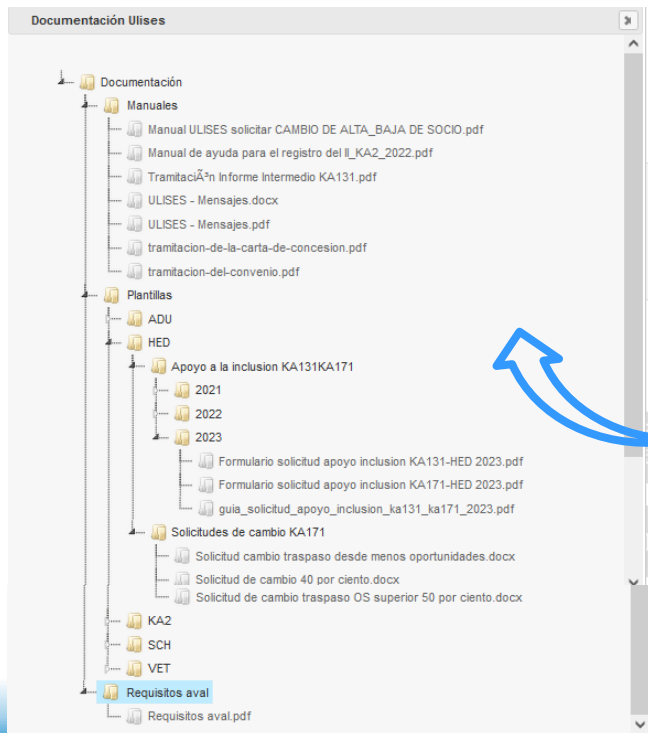 Documentación Ulises
Documentación
Manuales
Manual ULISES solicitar CAMBIO DE ALTA_BAJA DE SOCIO.pdf
Manual de ayuda para el registro del II_KA2_2022.pdf
TramitaciÃ³n Informe Intermedio KA131.pdf
ULISES - Mensajes.docx
ULISES - Mensajes.pdf
tramitacion-de-la-carta-de-concesion.pdf
tramitacion-del-convenio.pdf
Plantillas
ADU
HED
Apoyo a la inclusion KA131KA171
2021
2022
2023
Formulario solicitud apoyo inclusion KA131-HED 2023.pdf
Formulario solicitud apoyo inclusion KA171-HED 2023.pdf
guia_solicitud_apoyo_inclusion_ka131_ka171_2023.pdf
Solicitudes de cambio KA171
Solicitud cambio traspaso desde menos oportunidades.docx
Solicitud de cambio 40 por ciento.docx
Solicitud de cambio traspaso OS superior 50 por ciento.docx
KA2
SCH
VET
Requisitos aval
Requisitos aval.pdf